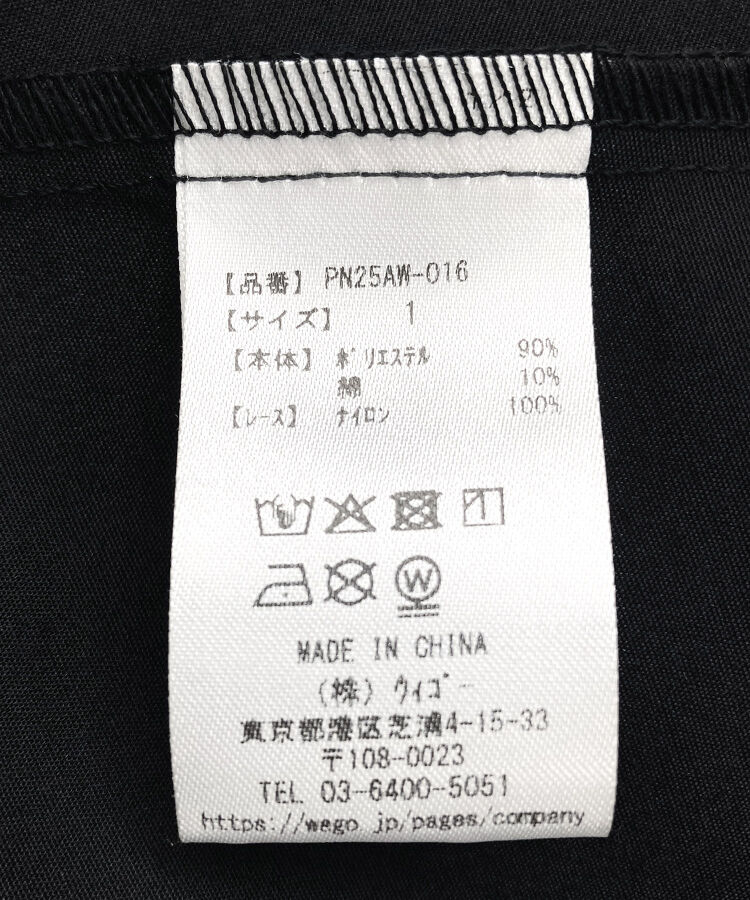 【品番】 PN25AW-016
【サイズ】 1
【本体】 ﾎﾟﾘｴｽﾃﾙ 90%
綿 10%
【ﾚｰｽ】 ﾅｲﾛﾝ 100%
W
MADE IN CHINA
(株) ｳｨｺﾞｰ
東京都港区芝浦4-15-33
〒108-0023
TEL 03-6400-5051
https://wego.jp/pages/company